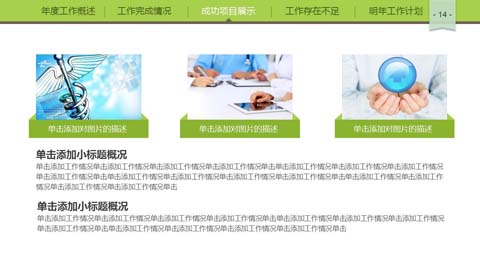 年度工作概述 工作完成情况 成功项目展示 工作存在不足 明年工作计划 - 14 -
单击添加对图片的描述 单击添加对图片的描述 单击添加对图片的描述
单击添加小标题概况
单击添加工作情况单击添加工作情况单击添加工作情况单击添加工作情况单击单击添加工作情况单击添加工作情况单击添加工作情况
单击添加工作情况单击添加工作情况单击添加工作情况单击添加工作情况单击添加工作情况单击添加工作情况单击单击添加工作
情况单击添加工作情况单击添加工作情况单击
单击添加小标题概况
单击添加工作情况单击添加工作情况单击添加工作情况单击添加工作情况单击单击添加工作情况单击添加工作情况单击添加工作情况
单击添加工作情况单击添加工作情况单击添加工作情况单击添加工作情况单击添加工作情况单击